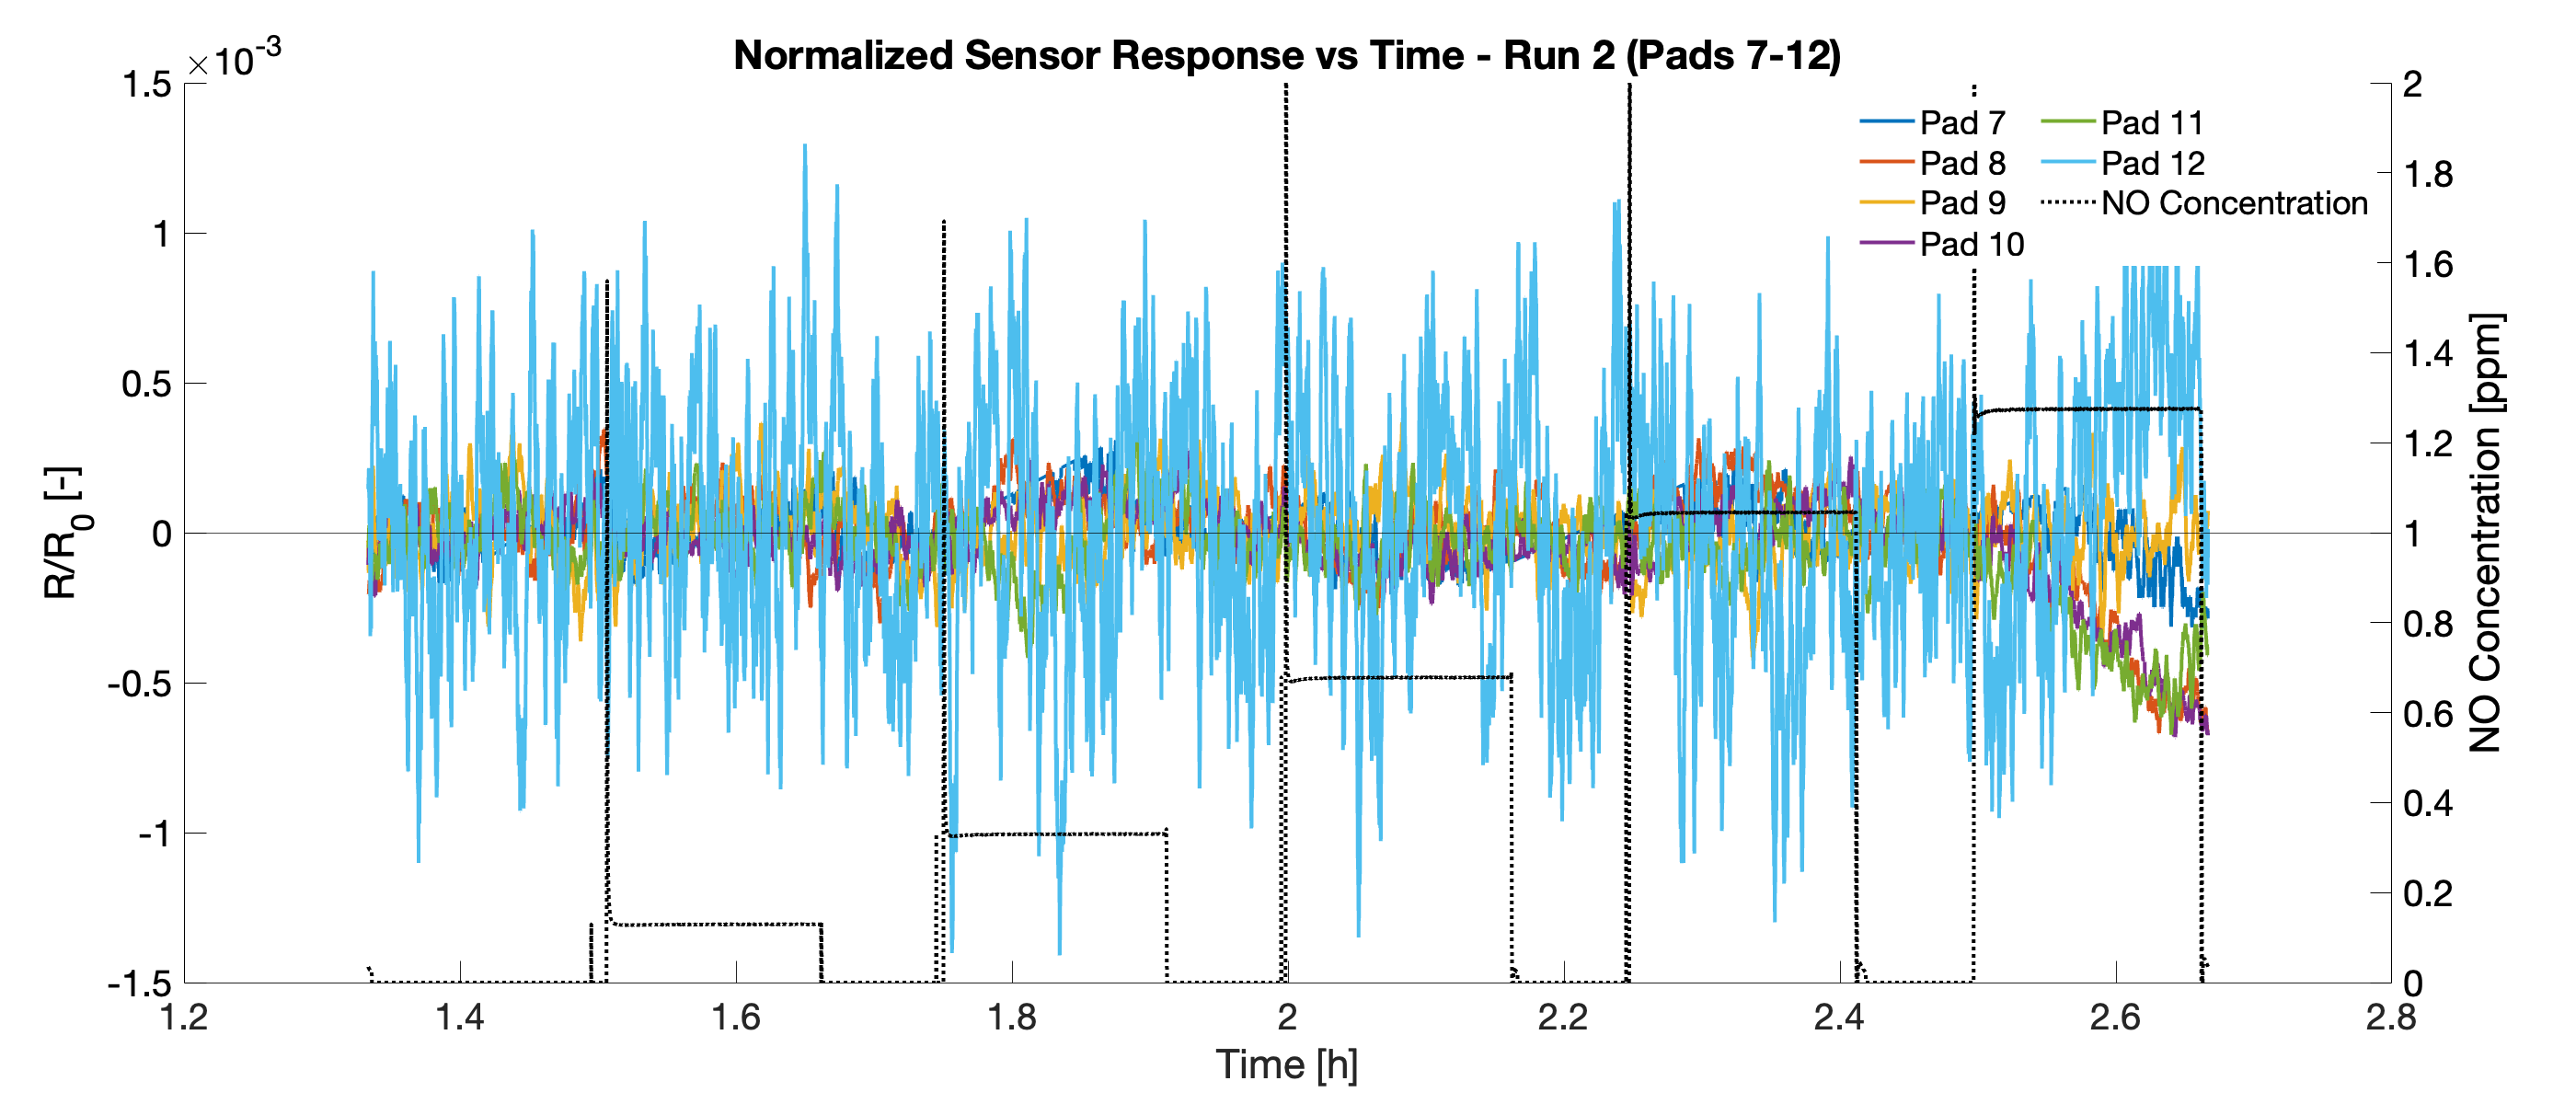 Normalized Sensor Response vs Time - Run 2 (Pads 7-12)
×10-3
1.5
1
0.5
0
-0.5
-1
-1.5
R/R0 [-]
Pad 7
Pad 8
Pad 9
Pad 10
Pad 11
Pad 12
NO Concentration
2
1.8
1.6
1.4
1.2
1
0.8
0.6
0.4
0.2
0
NO Concentration [ppm]
1.2 1.4 1.6 1.8 2 2.2 2.4 2.6 2.8
Time [h]